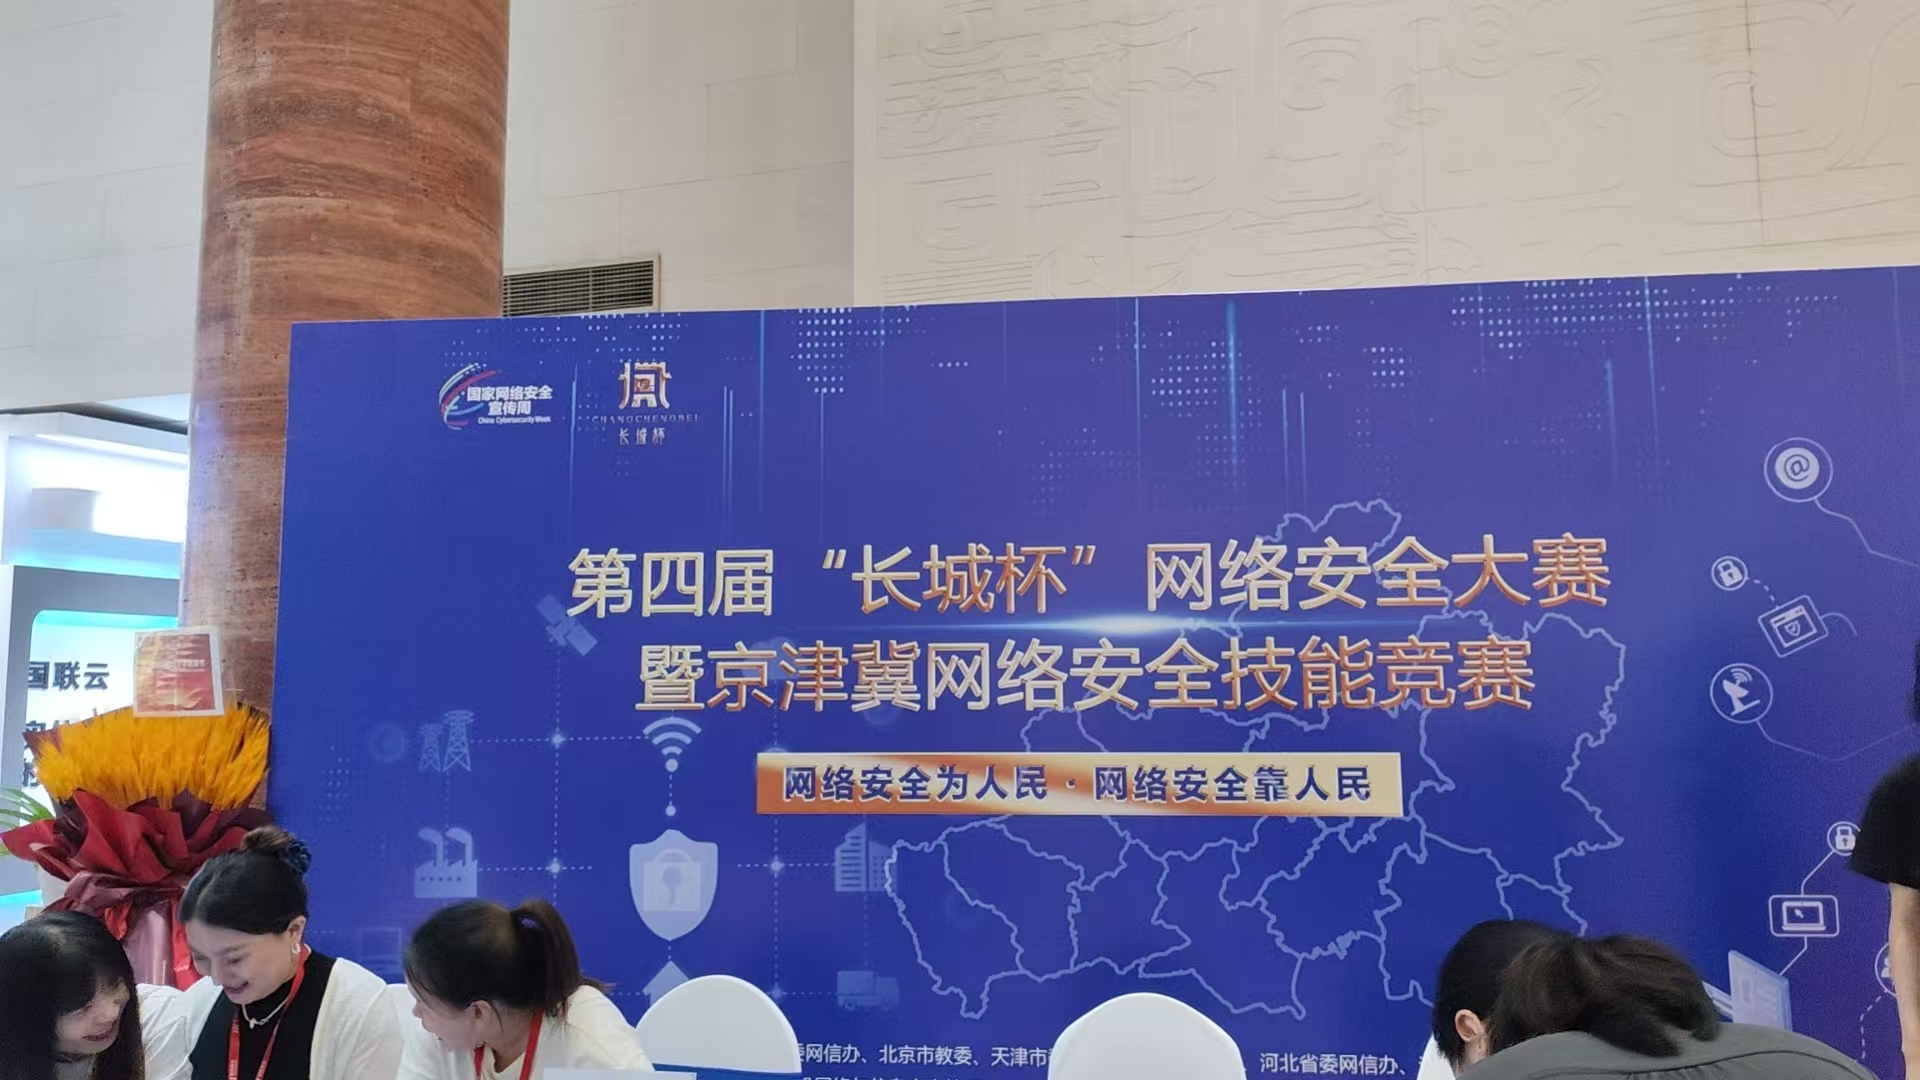 国家网络安全
宣传周
China Cybersecurity Week
CHANGCHENGBEI
长城杯
第四届“长城杯”网络安全大赛
暨京津冀网络安全技能竞赛
网络安全为人民·网络安全靠人民
国联云
委网信办、北京市教委、天津市
河北省委网信办、